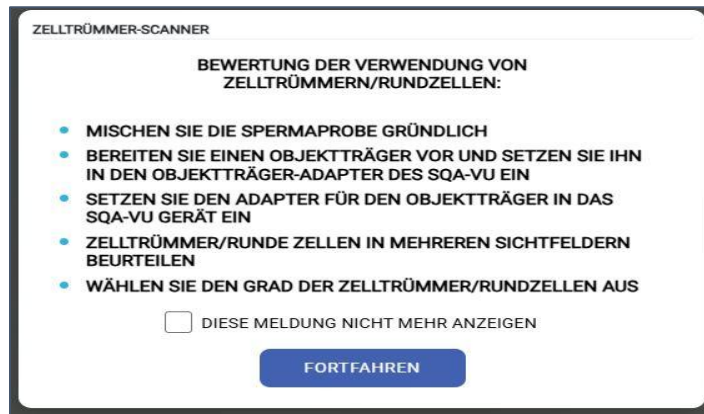 ZELLTRÜMMER-SCANNER
BEWERTUNG DER VERWENDUNG VON
ZELLTRÜMMERN/RUNDZELLEN:
• MISCHEN SIE DIE SPERMAPROBE GRÜNDLICH
• BEREITEN SIE EINEN OBJEKTTRÄGER VOR UND SETZEN SIE IHN
IN DEN OBJEKTTRÄGER-ADAPTER DES SQA-VU EIN
• SETZEN SIE DEN ADAPTER FÜR DEN OBJEKTTRÄGER IN DAS
SQA-VU GERÄT EIN
• ZELLTRÜMMER/RUNDE ZELLEN IN MEHREREN SICHTFELDERN
BEURTEILEN
• WÄHLEN SIE DEN GRAD DER ZELLTRÜMMER/RUNDZELLEN AUS
DIESE MELDUNG NICHT MEHR ANZEIGEN
FORTFAHREN